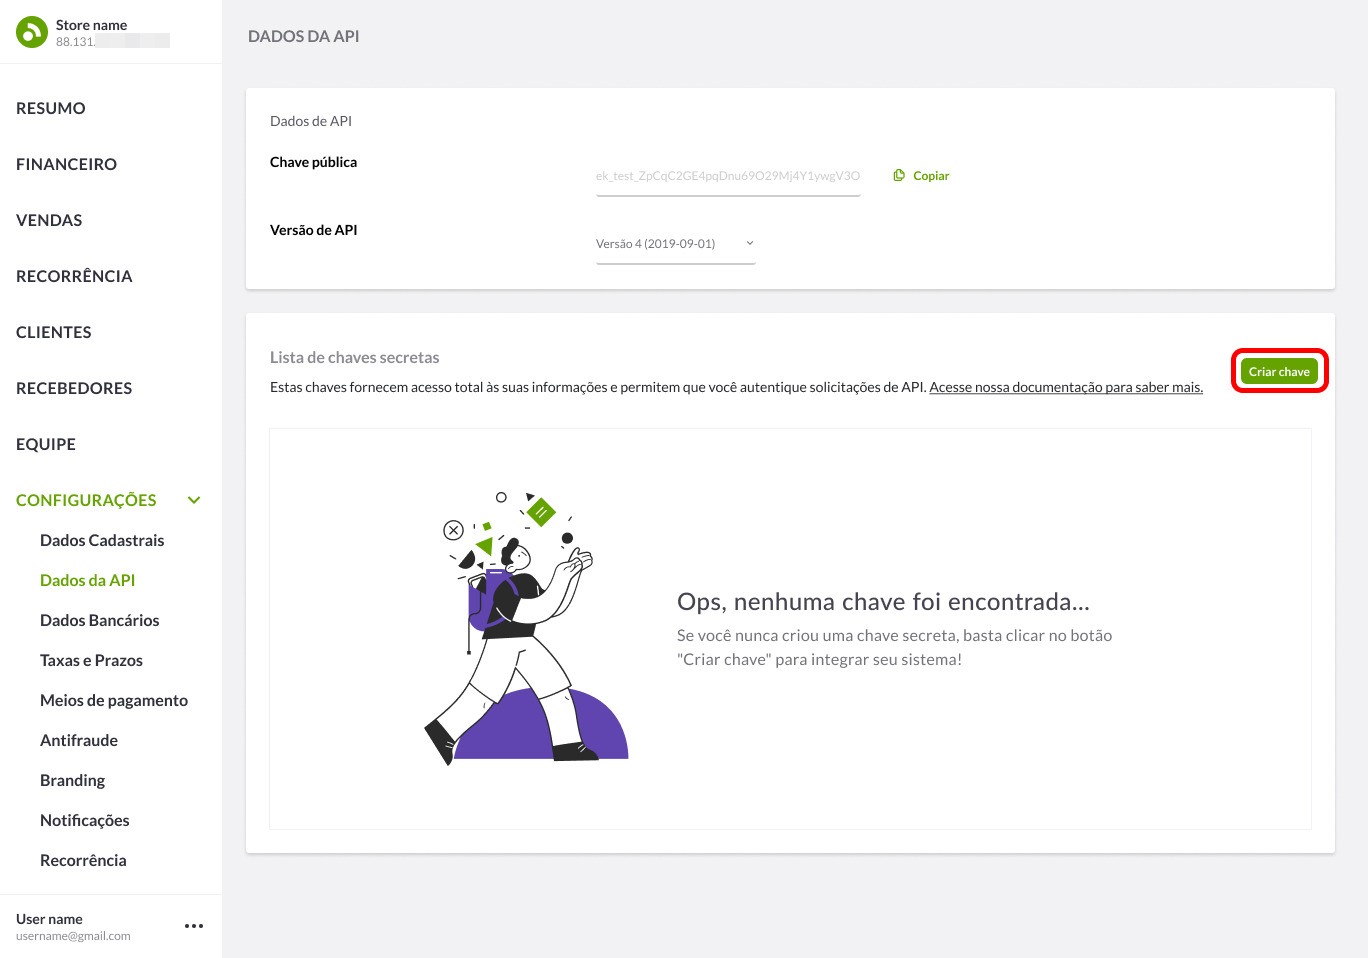 Store name
88.131.
RESUMO
FINANCEIRO
VENDAS
RECORRÊNCIA
CLIENTES
RECEBEDORES
EQUIPE
CONFIGURAÇÕES
Dados Cadastrais
Dados da API
Dados Bancários
Taxas e Prazos
Meios de pagamento
Antifraude
Branding
Notificações
Recorrência
User name
username@gmail.com
DADOS DA API
Dados de API
Chave pública
ek_test_ZpCqC2GE4pqDnu69O29Mj4Y1ywgV3O
Copiar
Versão de API
Versão 4 (2019-09-01)
Lista de chaves secretas
Estas chaves fornecem acesso total às suas informações e permitem que você autentique solicitações de API. Acesse nossa documentação para saber mais.
Criar chave
Ops, nenhuma chave foi encontrada...
Se você nunca criou uma chave secreta, basta clicar no botão
"Criar chave" para integrar seu sistema!